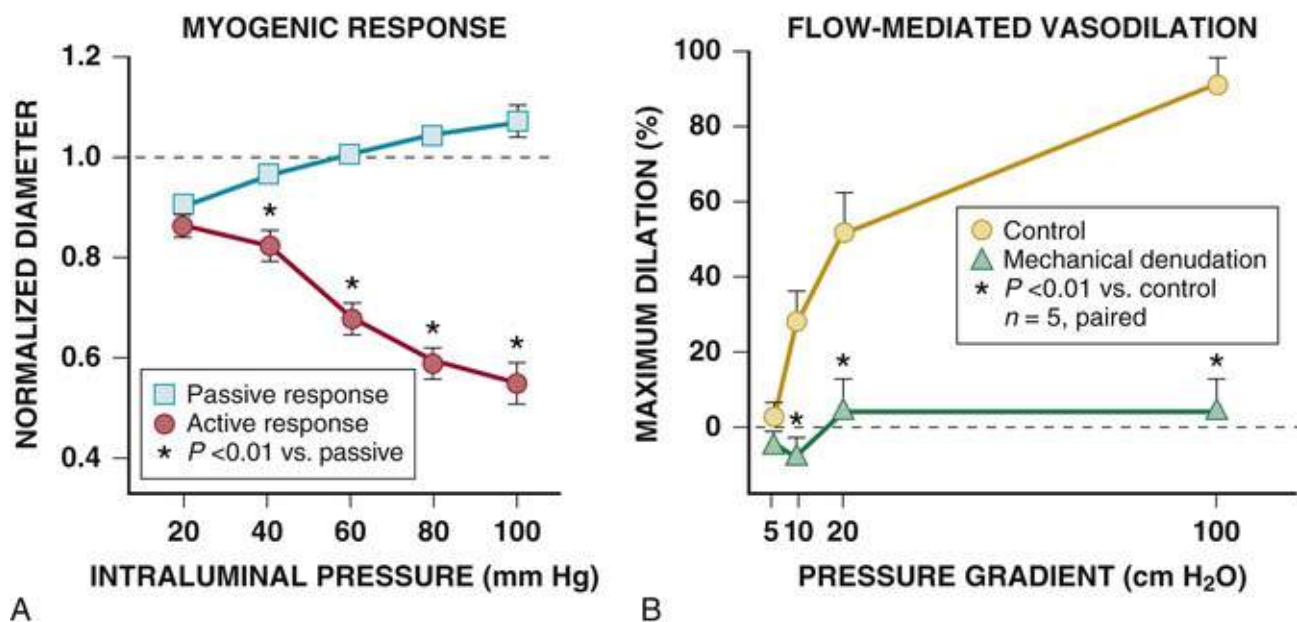 MYOGENIC RESPONSE
NORMALIZED DIAMETER
1.2
1.0
0.8
0.6
0.4
*
*
*
*
Passive response
Active response
* P <0.01 vs. passive
20 40 60 80 100
INTRALUMINAL PRESSURE (mm Hg)
A
FLOW-MEDIATED VASODILATION
MAXIMUM DILATION (%)
100
80
60
40
20
0
Control
Mechanical denudation
* P <0.01 vs. control
n = 5, paired
*
*
*
5 10 20 100
PRESSURE GRADIENT (cm H₂O)
B